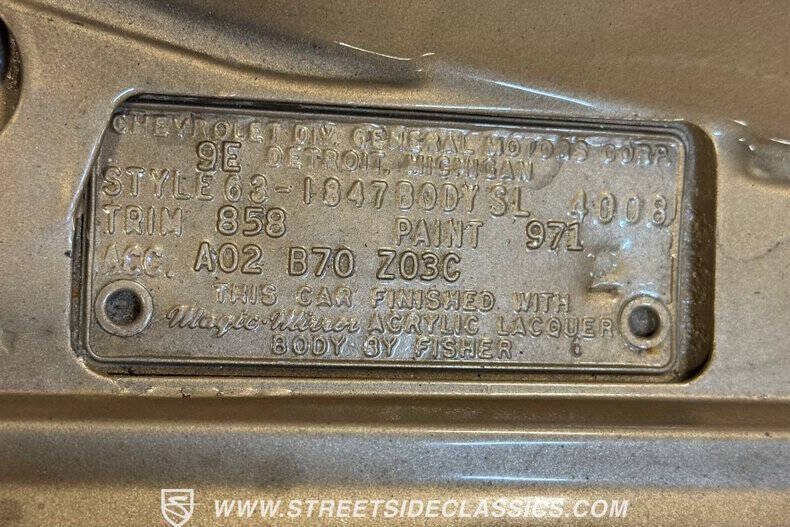 CHEVROLET DIV. GENERAL MOTORS CORP.
9E DETROIT, MICHIGAN
STYLE 63-1847 BODY SL 4008
TRIM 858 PAINT 971
ACC. A02 B70 Z03C
THIS CAR FINISHED WITH
Magic-Mirror ACRYLIC LACQUER
BODY BY FISHER 6
WWW.STREETSIDECLASSICS.COM